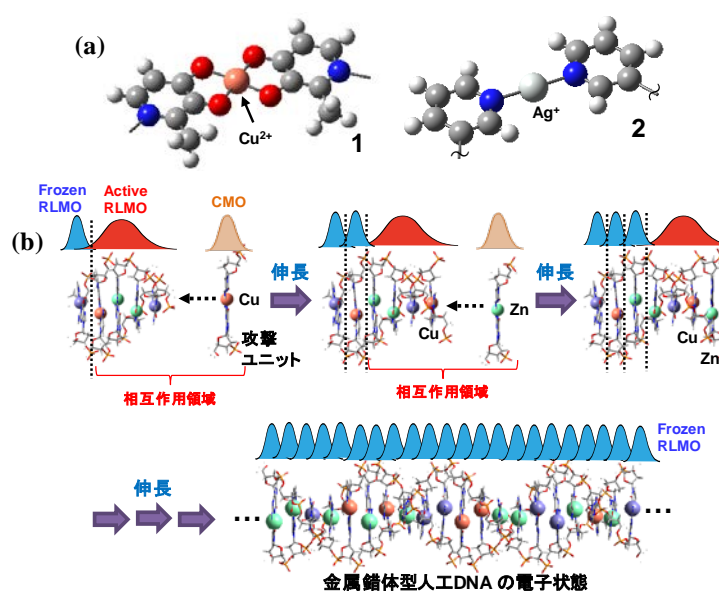 (a)
Cu²⁺
1
Ag⁺
2
(b)
Frozen
RLMO
Active
RLMO
CMO
Cu
攻撃
ユニット
相互作用領域
伸長
Cu
Zn
相互作用領域
伸長
Cu
Zn
伸長
Frozen
RLMO
...
...
金属錯体型人工DNA の電子状態